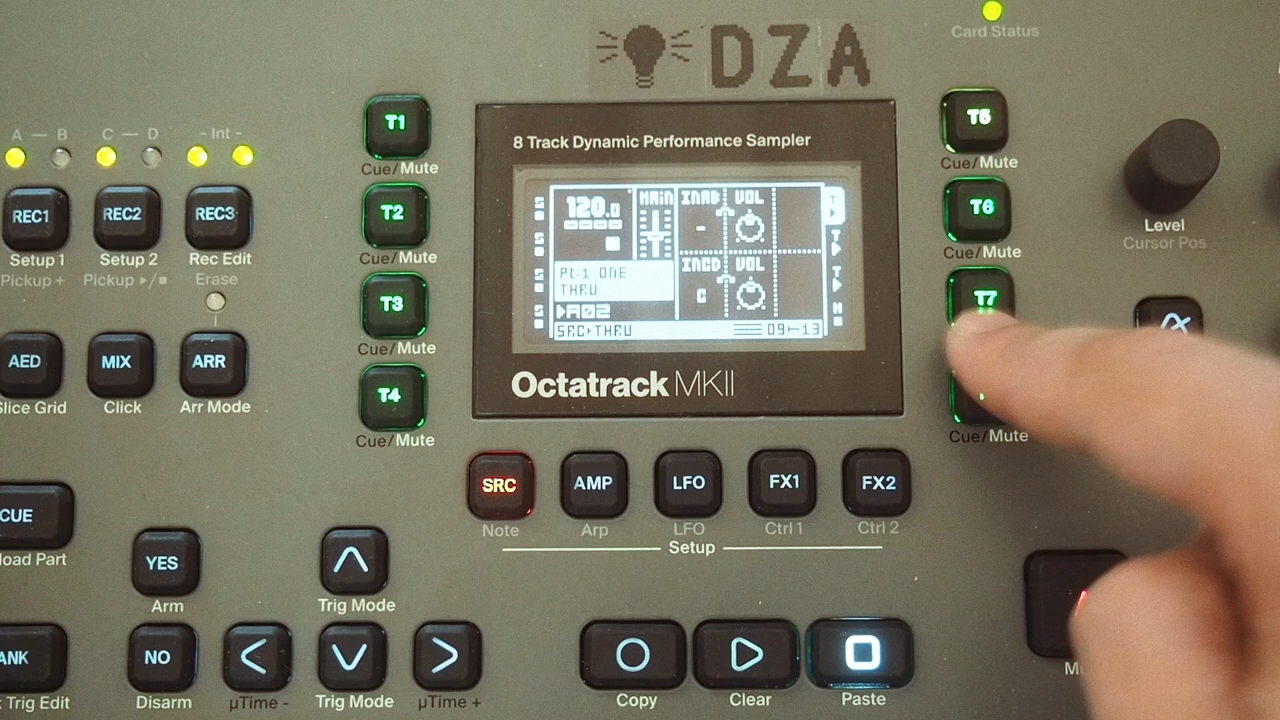 DZA
Card Status
A — B
C — D
- Int -
T1
Cue/Mute
T2
Cue/Mute
T3
Cue/Mute
T4
Cue/Mute
8 Track Dynamic Performance Sampler
120.0
MAIN
INAB
VOL
INCD
VOL
C
Pt:1 ONE
THRU
A02
SRC
THRU
09
13
Octatrack MKII
T5
Cue/Mute
T6
Cue/Mute
T7
Cue/Mute
Level
Cursor Pos
REC1
REC2
REC3
Setup 1
Setup 2
Rec Edit
Pickup +
Pickup ▶/■
Erase
AED
MIX
ARR
Slice Grid
Click
Arr Mode
SRC
AMP
LFO
FX1
FX2
Note
Arp
LFO
Ctrl 1
Ctrl 2
Setup
CUE
load Part
YES
Arm
Trig Mode
ANK
NO
Trig Edit
Disarm
µTime -
Trig Mode
µTime +
Copy
Clear
Paste